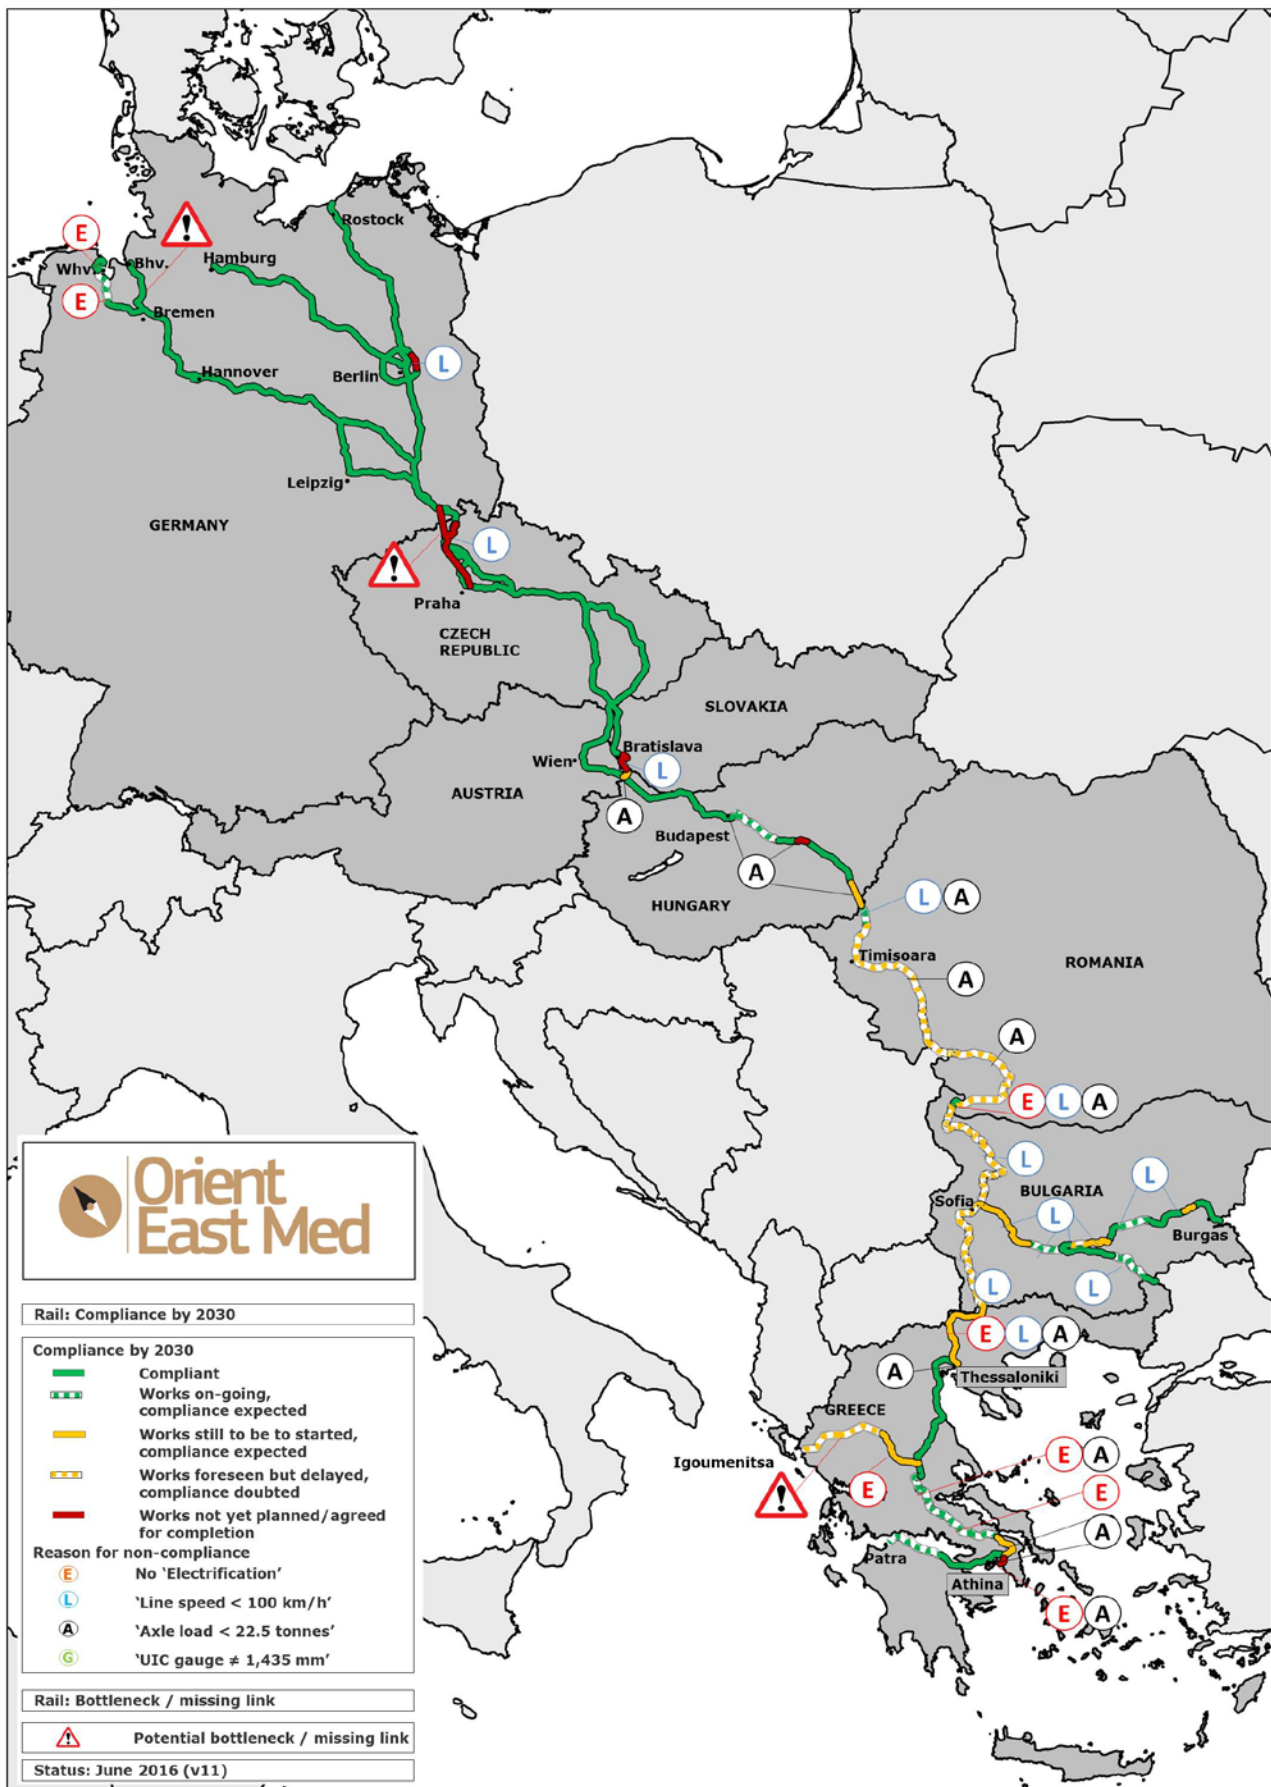 Rostock
E
!
Whv.
Bhv.
Hamburg
E
Bremen
L
Hannover
Berlin
Leipzig
GERMANY
L
!
Praha
CZECH
REPUBLIC
SLOVAKIA
Bratislava
Wien
L
AUSTRIA
A
Budapest
A
HUNGARY
L A
Timisoara
ROMANIA
A
A
E L A
L
L
BULGARIA
Sofia
L
Burgas
L
L
E L A
A
Thessaloniki
GREECE
Igoumenitsa
E A
E
E
!
A
Patra
Athina
E A
Orient
East Med
Rail: Compliance by 2030
Compliance by 2030
Compliant
Works on-going,
compliance expected
Works still to be to started,
compliance expected
Works foreseen but delayed,
compliance doubted
Works not yet planned/agreed
for completion
Reason for non-compliance
E No ‘Electrification’
L ‘Line speed < 100 km/h’
A ‘Axle load < 22.5 tonnes’
G ‘UIC gauge ≠ 1,435 mm’
Rail: Bottleneck / missing link
! Potential bottleneck / missing link
Status: June 2016 (v11)